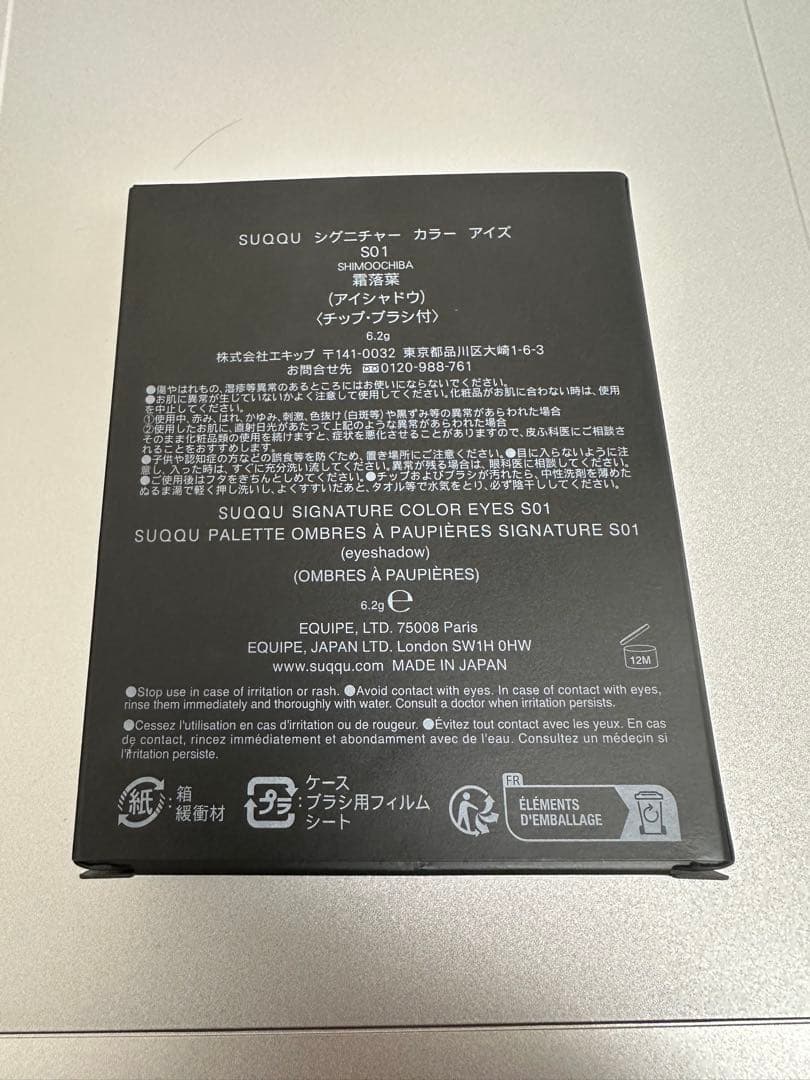 SUQQU シグニチャー カラー アイズ
S01
SHIMOOCHIBA
霜落葉
(アイシャドウ)
〈チップ・ブラシ付〉
6.2g
株式会社エキップ 〒141-0032 東京都品川区大崎1-6-3
お問合せ先 0120-988-761
●傷やはれもの、湿疹等異常のあるところにはお使いにならないでください。
●お肌に異常が生じていないかよく注意して使用してください。化粧品がお肌に合わない時は、使用
を中止してください。
①使用中、赤み、はれ、かゆみ、刺激、色抜け(白斑等)や黒ずみ等の異常があらわれた場合
②使用したお肌に、直射日光があたって上記のような異常があらわれた場合
そのまま化粧品類の使用を続けますと、症状を悪化させることがありますので、皮ふ科医にご相談さ
れることをおすすめします。
●子供や認知症の方などの誤食等を防ぐため、置き場所にご注意ください。●目に入らないように注
意し、入った時は、すぐに充分洗い流してください。異常が残る場合は、眼科医に相談してください。
●ご使用後はフタをきちんとしめてください。●チップおよびブラシが汚れたら、中性洗剤を薄めた
ぬるま湯で軽く押し洗いし、よくすすいだあと、タオル等で水気をとり、必ず陰干ししてください。
SUQQU SIGNATURE COLOR EYES S01
SUQQU PALETTE OMBRES À PAUPIÈRES SIGNATURE S01
(eyeshadow)
(OMBRES À PAUPIÈRES)
6.2g ℮
EQUIPE, LTD. 75008 Paris
EQUIPE, JAPAN LTD. London SW1H 0HW
www.suqqu.com MADE IN JAPAN
12M
●Stop use in case of irritation or rash. ●Avoid contact with eyes. In case of contact with eyes,
rinse them immediately and thoroughly with water. Consult a doctor when irritation persists.
●Cessez l'utilisation en cas d'irritation ou de rougeur. ●Évitez tout contact avec les yeux. En cas
de contact, rincez immédiatement et abondamment avec de l'eau. Consultez un médecin si
l'irritation persiste.
紙 : 箱
緩衝材
プラ : ケース
ブラシ用フィルム
シート
FR
ÉLÉMENTS
D'EMBALLAGE